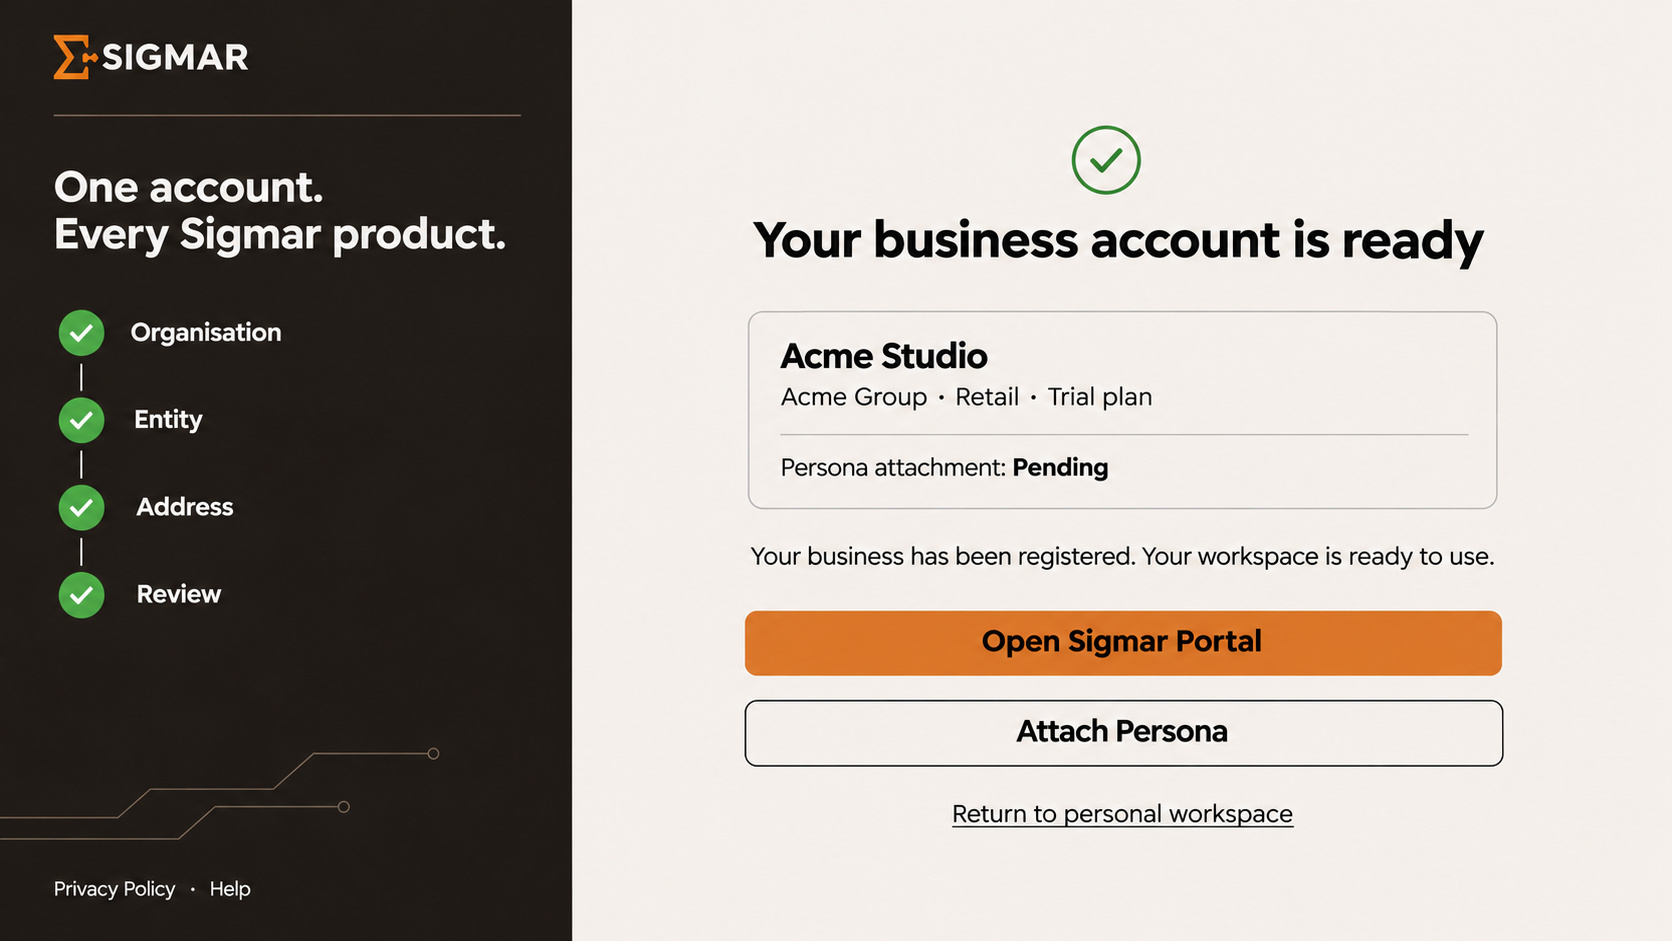 SIGMAR
One account.
Every Sigmar product.
Organisation
Entity
Address
Review
Privacy Policy · Help
Your business account is ready
Acme Studio
Acme Group · Retail · Trial plan
Persona attachment: Pending
Your business has been registered. Your workspace is ready to use.
Open Sigmar Portal
Attach Persona
Return to personal workspace